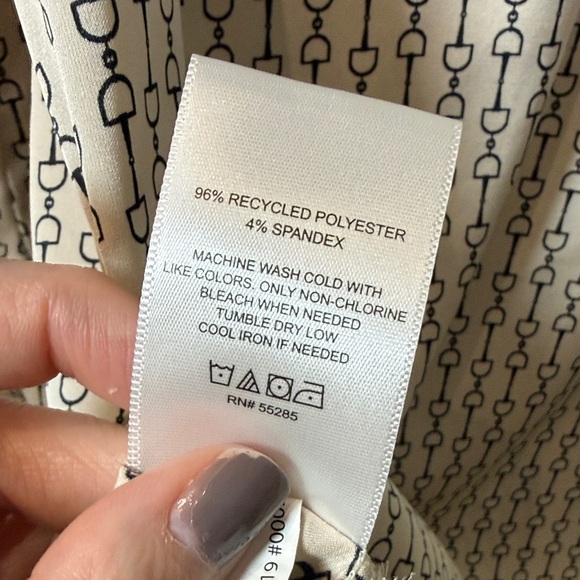 96% RECYCLED POLYESTER
4% SPANDEX
MACHINE WASH COLD WITH
LIKE COLORS. ONLY NON-CHLORINE
BLEACH WHEN NEEDED
TUMBLE DRY LOW
COOL IRON IF NEEDED
RN# 55285